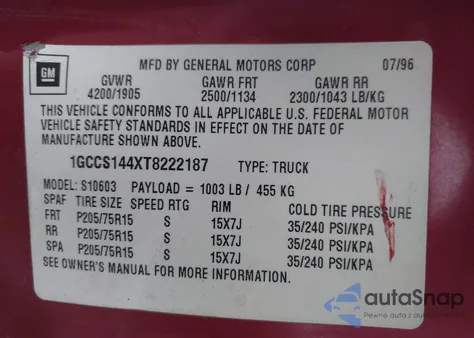 GM
MFD BY GENERAL MOTORS CORP 07/96
GVWR GAWR FRT GAWR RR
4200/1905 2500/1134 2300/1043 LB/KG
THIS VEHICLE CONFORMS TO ALL APPLICABLE U.S. FEDERAL MOTOR
VEHICLE SAFETY STANDARDS IN EFFECT ON THE DATE OF
MANUFACTURE SHOWN ABOVE.
1GCCS144XT8222187 TYPE: TRUCK
MODEL: S10603 PAYLOAD = 1003 LB / 455 KG
SPAF TIRE SIZE SPEED RTG RIM COLD TIRE PRESSURE
FRT P205/75R15 S 15X7J 35/240 PSI/KPA
RR P205/75R15 S 15X7J 35/240 PSI/KPA
SPA P205/75R15 S 15X7J 35/240 PSI/KPA
SEE OWNER'S MANUAL FOR MORE INFORMATION.
autoSnap
Pewne auto z aukcji